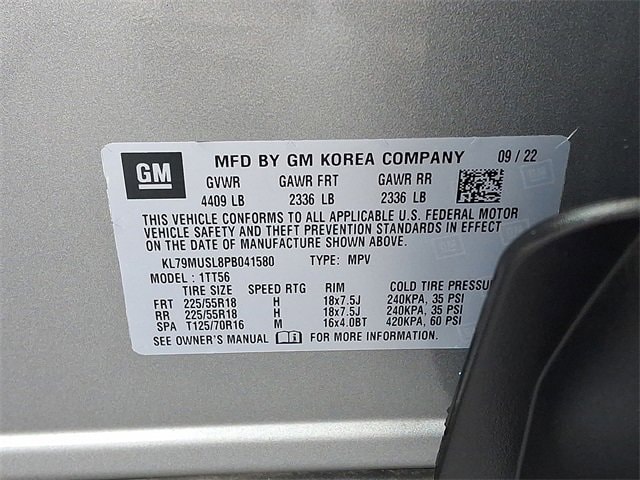 GM MFD BY GM KOREA COMPANY 09 / 22
GVWR GAWR FRT GAWR RR
4409 LB 2336 LB 2336 LB
THIS VEHICLE CONFORMS TO ALL APPLICABLE U.S. FEDERAL MOTOR
VEHICLE SAFETY AND THEFT PREVENTION STANDARDS IN EFFECT
ON THE DATE OF MANUFACTURE SHOWN ABOVE.
KL79MUSL8PB041580 TYPE: MPV
MODEL : 1TT56
TIRE SIZE SPEED RTG RIM COLD TIRE PRESSURE
FRT 225/55R18 H 18x7.5J 240KPA, 35 PSI
RR 225/55R18 H 18x7.5J 240KPA, 35 PSI
SPA T125/70R16 M 16x4.0BT 420KPA, 60 PSI
SEE OWNER'S MANUAL FOR MORE INFORMATION